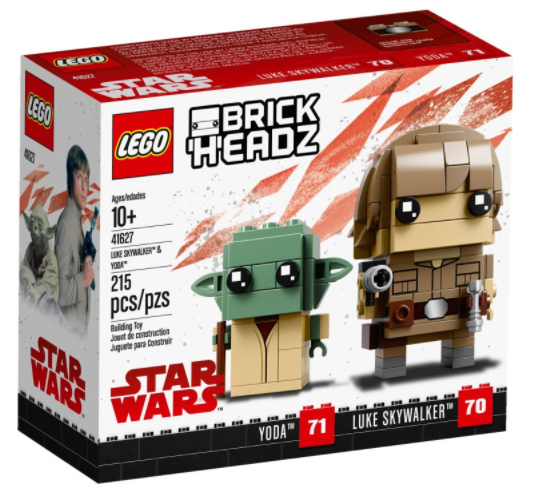 LEGO
41627
STAR
WARS
LUKE SKYWALKER™ 70
YODA™ 71
LEGO
41627
STAR
WARS
LEGO
BRICK
HEADZ
Ages/edades
10+
41627
LUKE SKYWALKER™ &
YODA™
215
pcs/pzs
Building Toy
Jouet de construction
Juguete para Construir
STAR
WARS
YODA™ 71
LUKE SKYWALKER™ 70